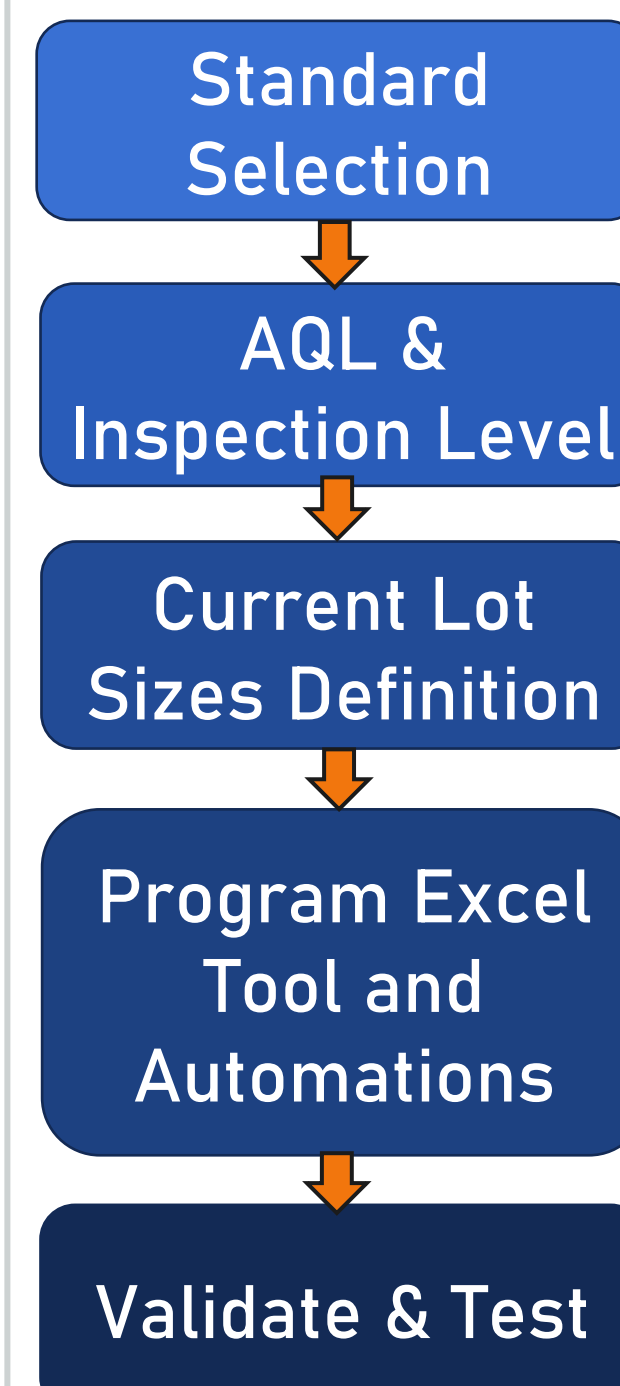 Standard
Selection
AQL &
Inspection Level
Current Lot
Sizes Definition
Program Excel
Tool and
Automations
Validate & Test